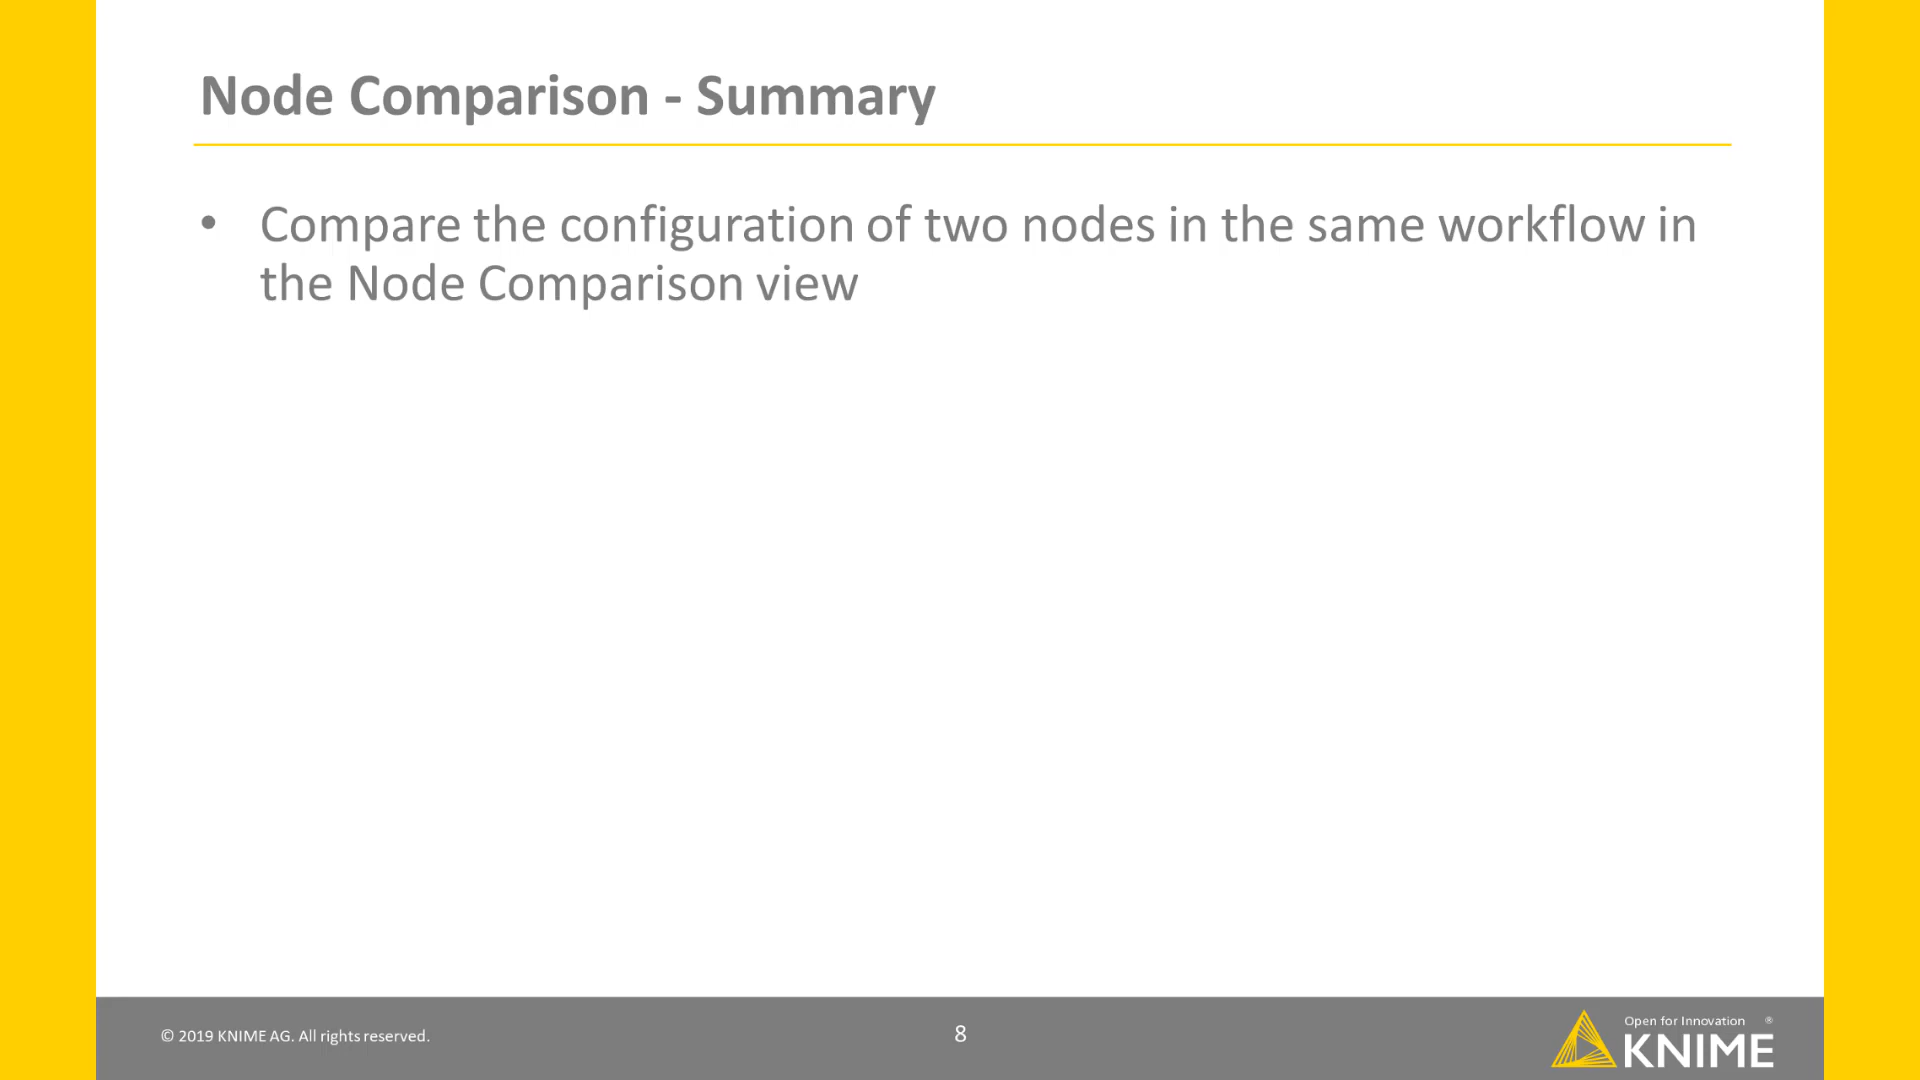 Node Comparison - Summary
• Compare the configuration of two nodes in the same workflow in
the Node Comparison view
© 2019 KNIME AG. All rights reserved.
8
Open for Innovation ®
KNIME